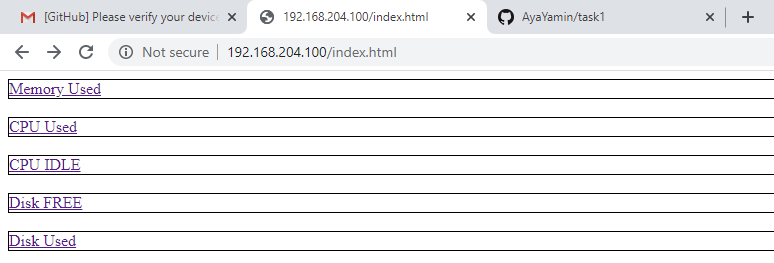 [GitHub] Please verify your device
192.168.204.100/index.html
AyaYamin/task1
Not secure
192.168.204.100/index.html
Memory Used
CPU Used
CPU IDLE
Disk FREE
Disk Used